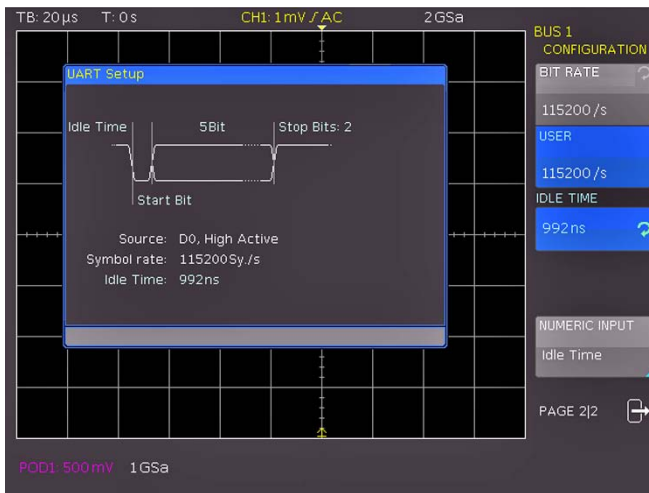 TB: 20µs T: 0s CH1: 1mV AC 2GSa
BUS 1
CONFIGURATION
BIT RATE
115200/s
USER
115200/s
IDLE TIME
992ns
NUMERIC INPUT
Idle Time
PAGE 2|2
UART Setup
Idle Time 5Bit Stop Bits: 2
Start Bit
Source: D0, High Active
Symbol rate: 115200Sy./s
Idle Time: 992ns
POD1: 500mV 1GSa